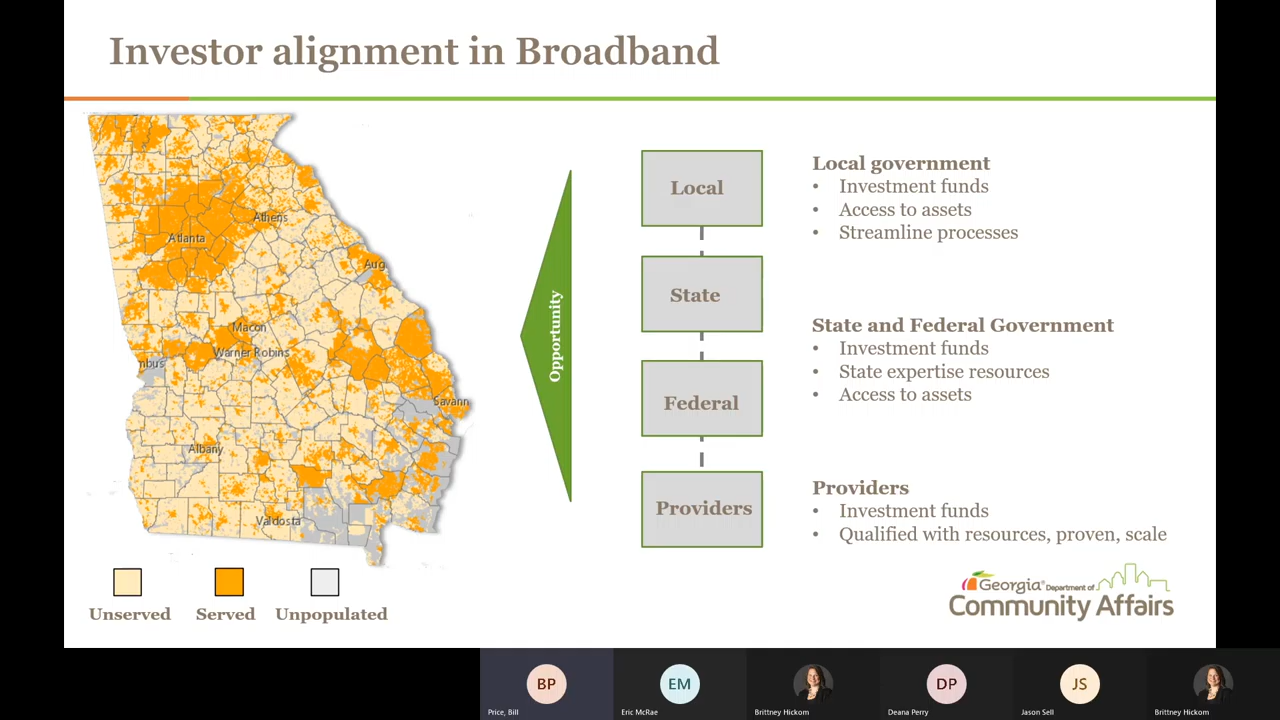 Investor alignment in Broadband
Athens
Atlanta
Aug
Macon
Warner Robins
mbus
Savann
Albany
Valdosta
Unserved
Served
Unpopulated
Opportunity
Local
State
Federal
Providers
Local government
• Investment funds
• Access to assets
• Streamline processes
State and Federal Government
• Investment funds
• State expertise resources
• Access to assets
Providers
• Investment funds
• Qualified with resources, proven, scale
Georgia® Department of
Community Affairs
BP
Price, Bill
EM
Eric McRae
Brittney Hickom
DP
Deana Perry
JS
Jason Sell
Brittney Hickom